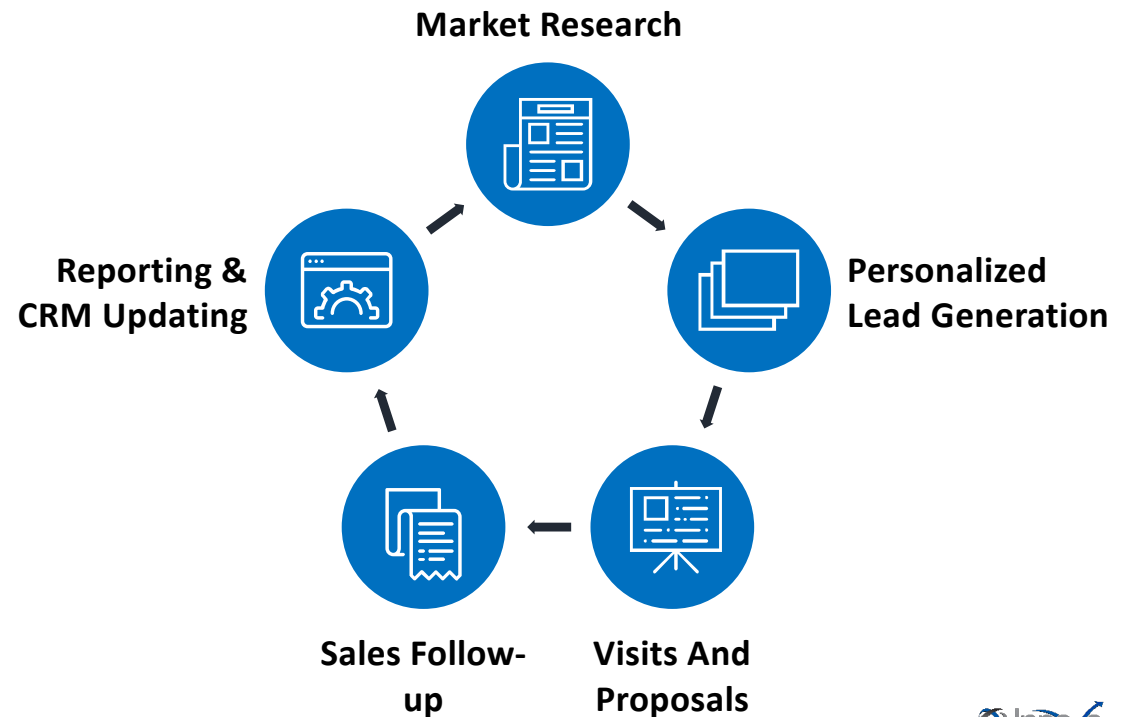 Market Research
Personalized
Lead Generation
Reporting &
CRM Updating
Sales Follow-
up
Visits And
Proposals